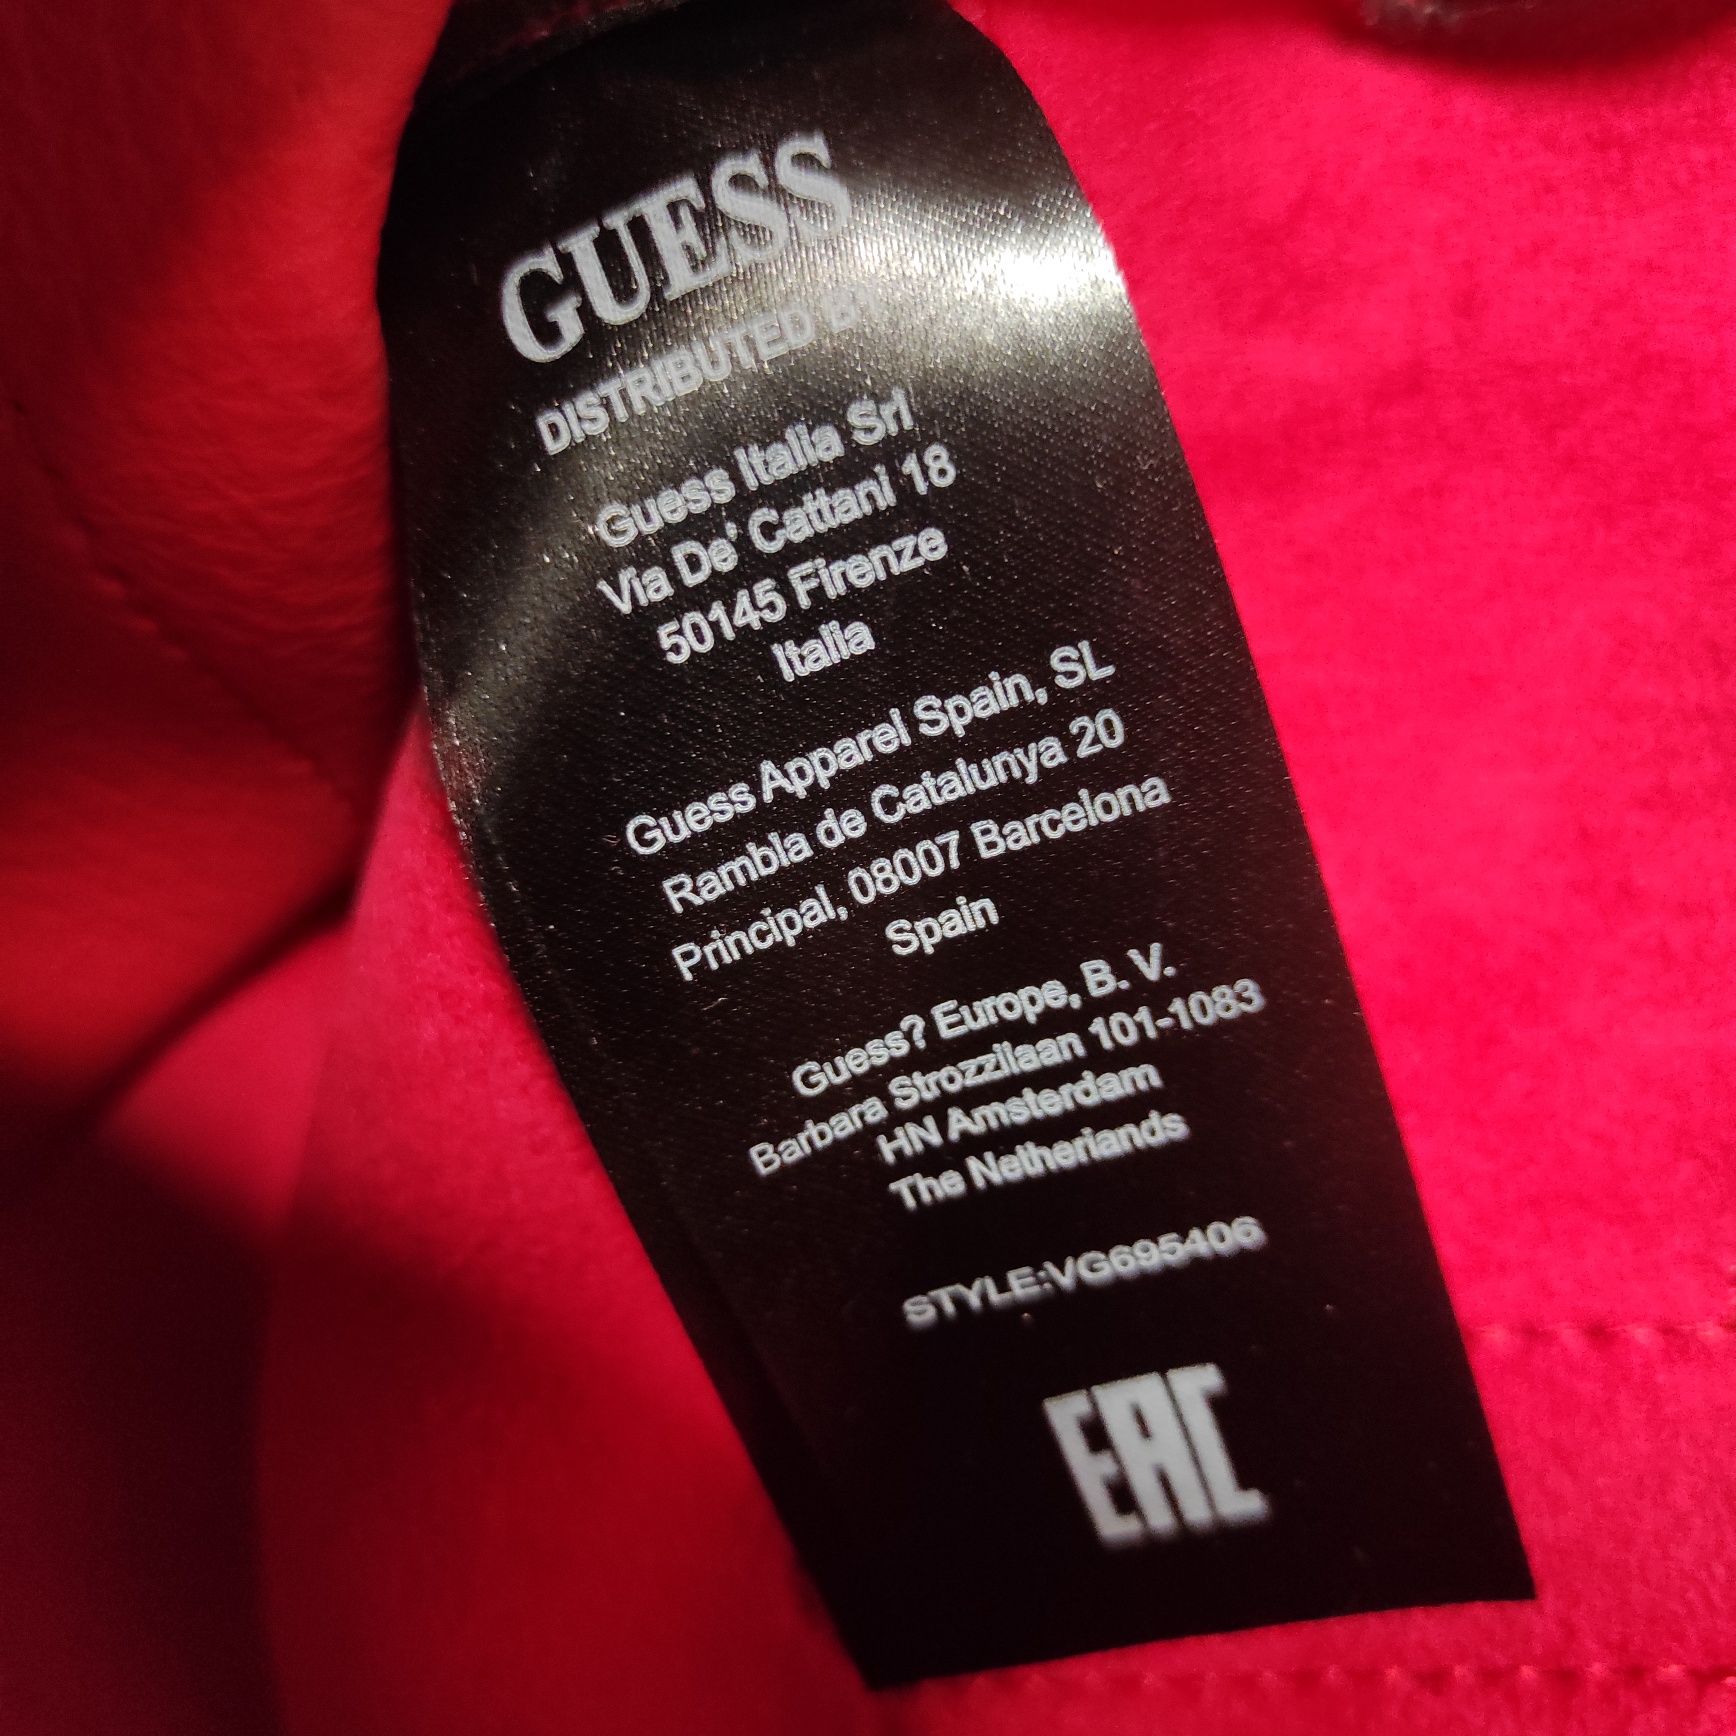 GUESS
DISTRIBUTED BY
Guess Italia Srl
Via De' Cattani 18
50145 Firenze
Italia
Guess Apparel Spain, SL
Rambla de Catalunya 20
Principal, 08007 Barcelona
Spain
Guess? Europe, B. V.
Barbara Strozzilaan 101-1083
HN Amsterdam
The Netherlands
STYLE:VG695406
EAC